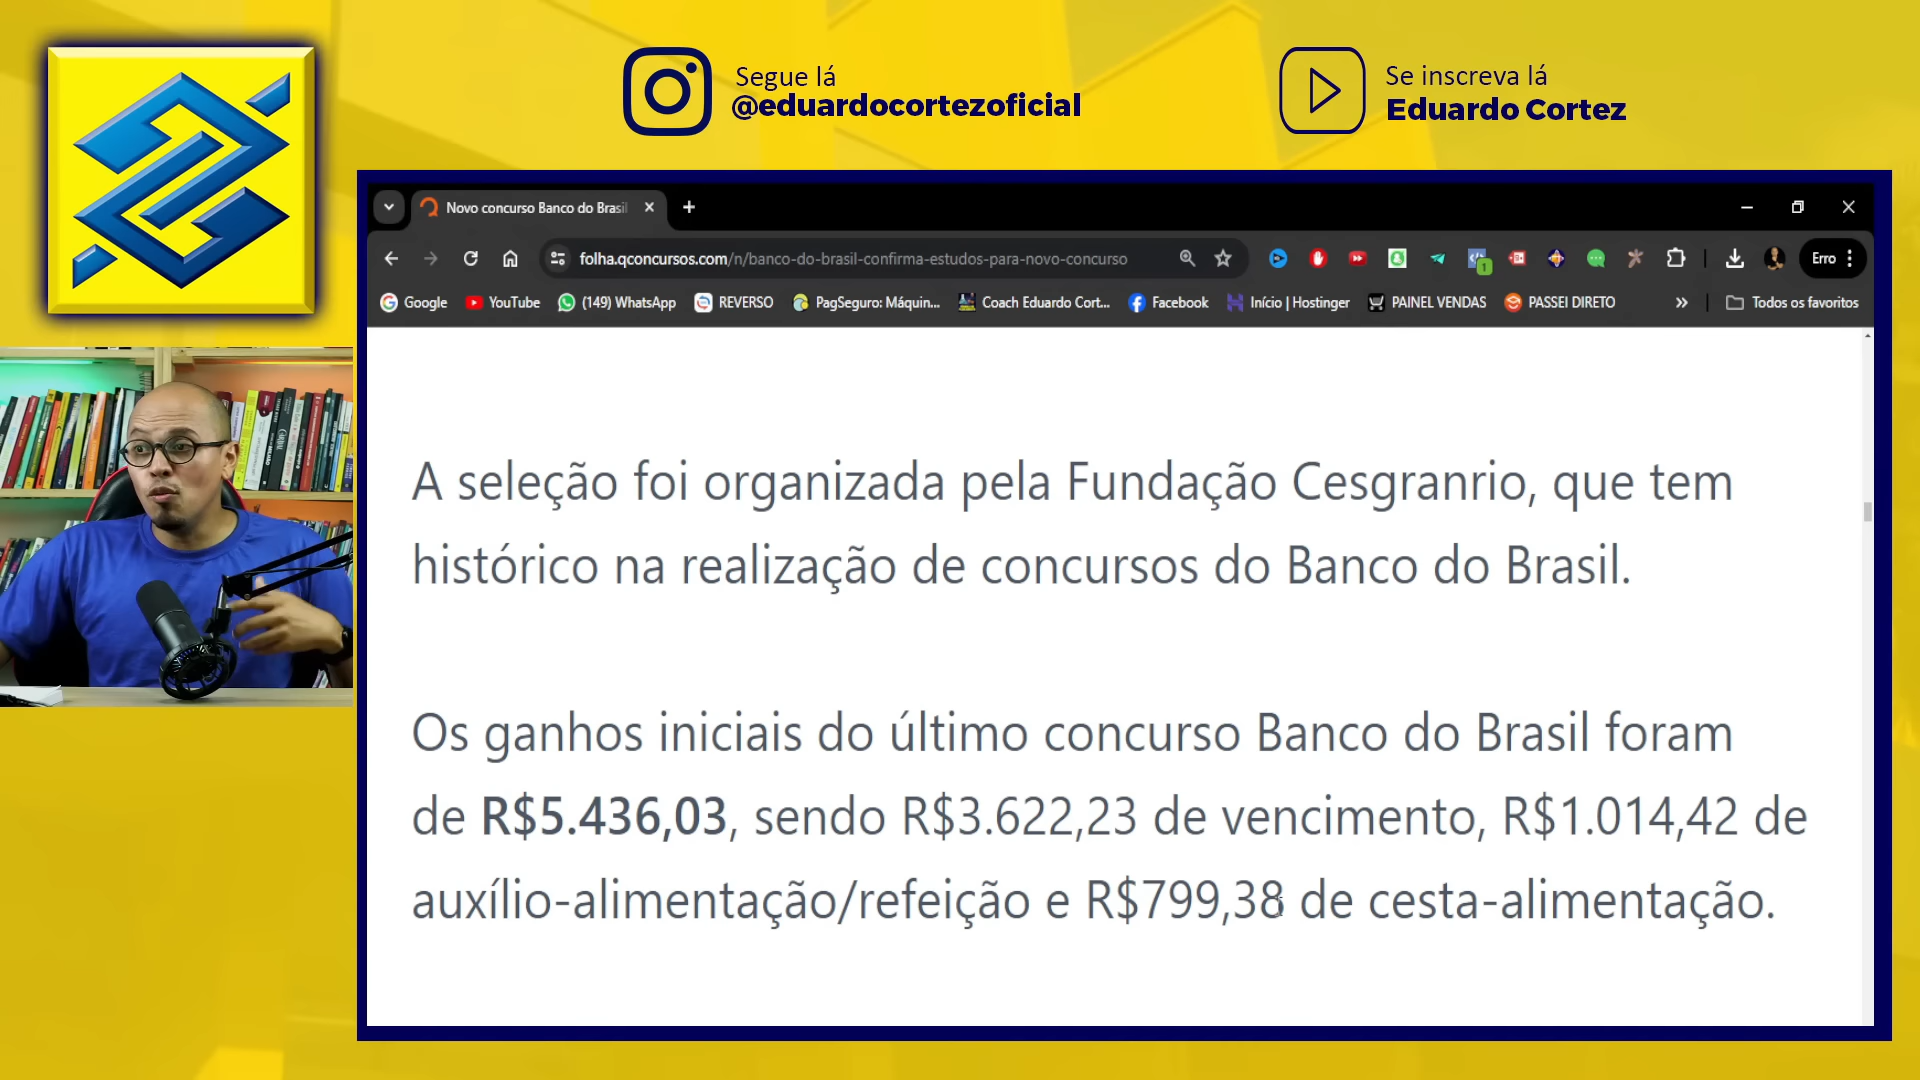 Segue lá
@eduardocortezoficial
Se inscreva lá
Eduardo Cortez
Novo concurso Banco do Brasil
folha.qconcursos.com/n/banco-do-brasil-confirma-estudos-para-novo-concurso
1
Erro
Google
YouTube
(149) WhatsApp
REVERSO
PagSeguro: Máquin...
Coach Eduardo Cort...
Facebook
Início | Hostinger
PAINEL VENDAS
PASSEI DIRETO
»
Todos os favoritos
A seleção foi organizada pela Fundação Cesgranrio, que tem
histórico na realização de concursos do Banco do Brasil.
Os ganhos iniciais do último concurso Banco do Brasil foram
de R$5.436,03, sendo R$3.622,23 de vencimento, R$1.014,42 de
auxílio-alimentação/refeição e R$799,38 de cesta-alimentação.